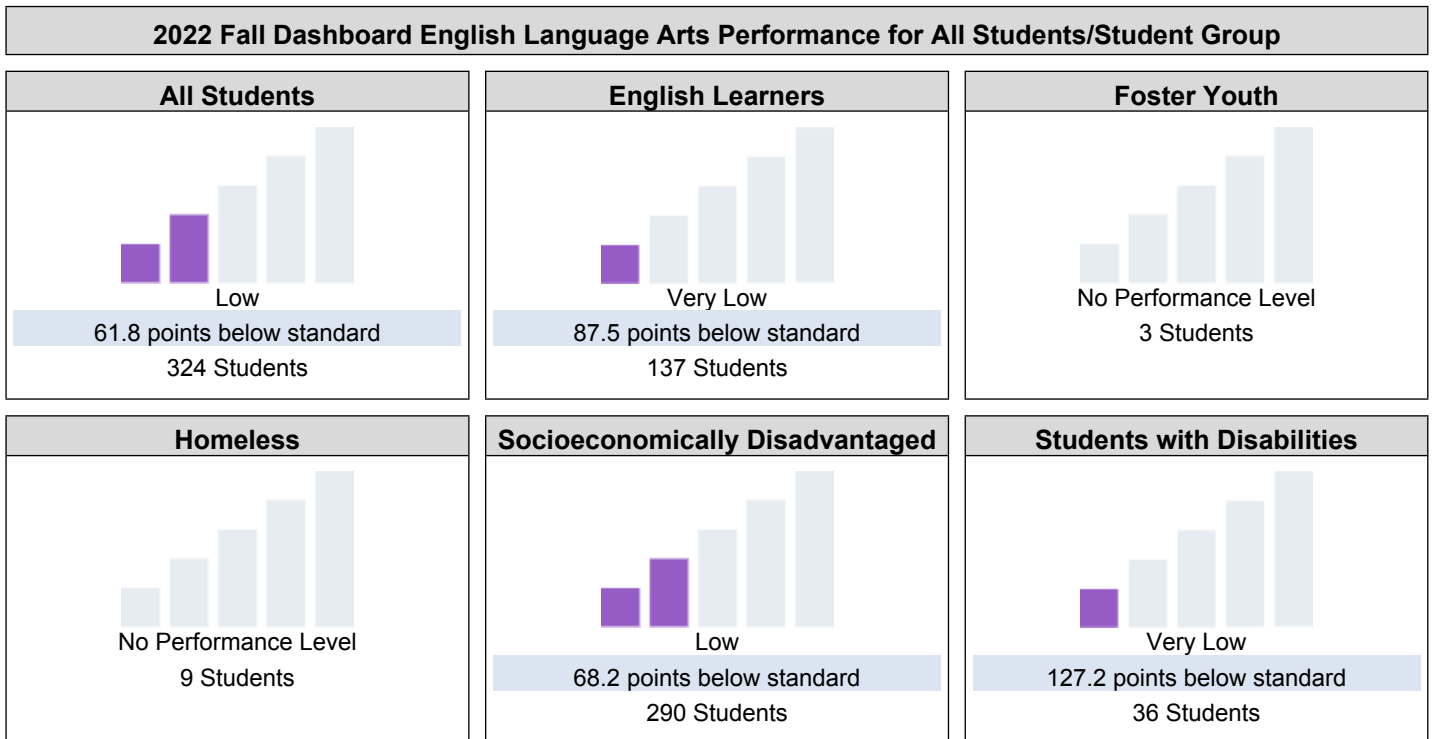 2022 Fall Dashboard English Language Arts Performance for All Students/Student Group
All Students
Low
61.8 points below standard
324 Students
English Learners
Very Low
87.5 points below standard
137 Students
Foster Youth
No Performance Level
3 Students
Homeless
No Performance Level
9 Students
Socioeconomically Disadvantaged
Low
68.2 points below standard
290 Students
Students with Disabilities
Very Low
127.2 points below standard
36 Students